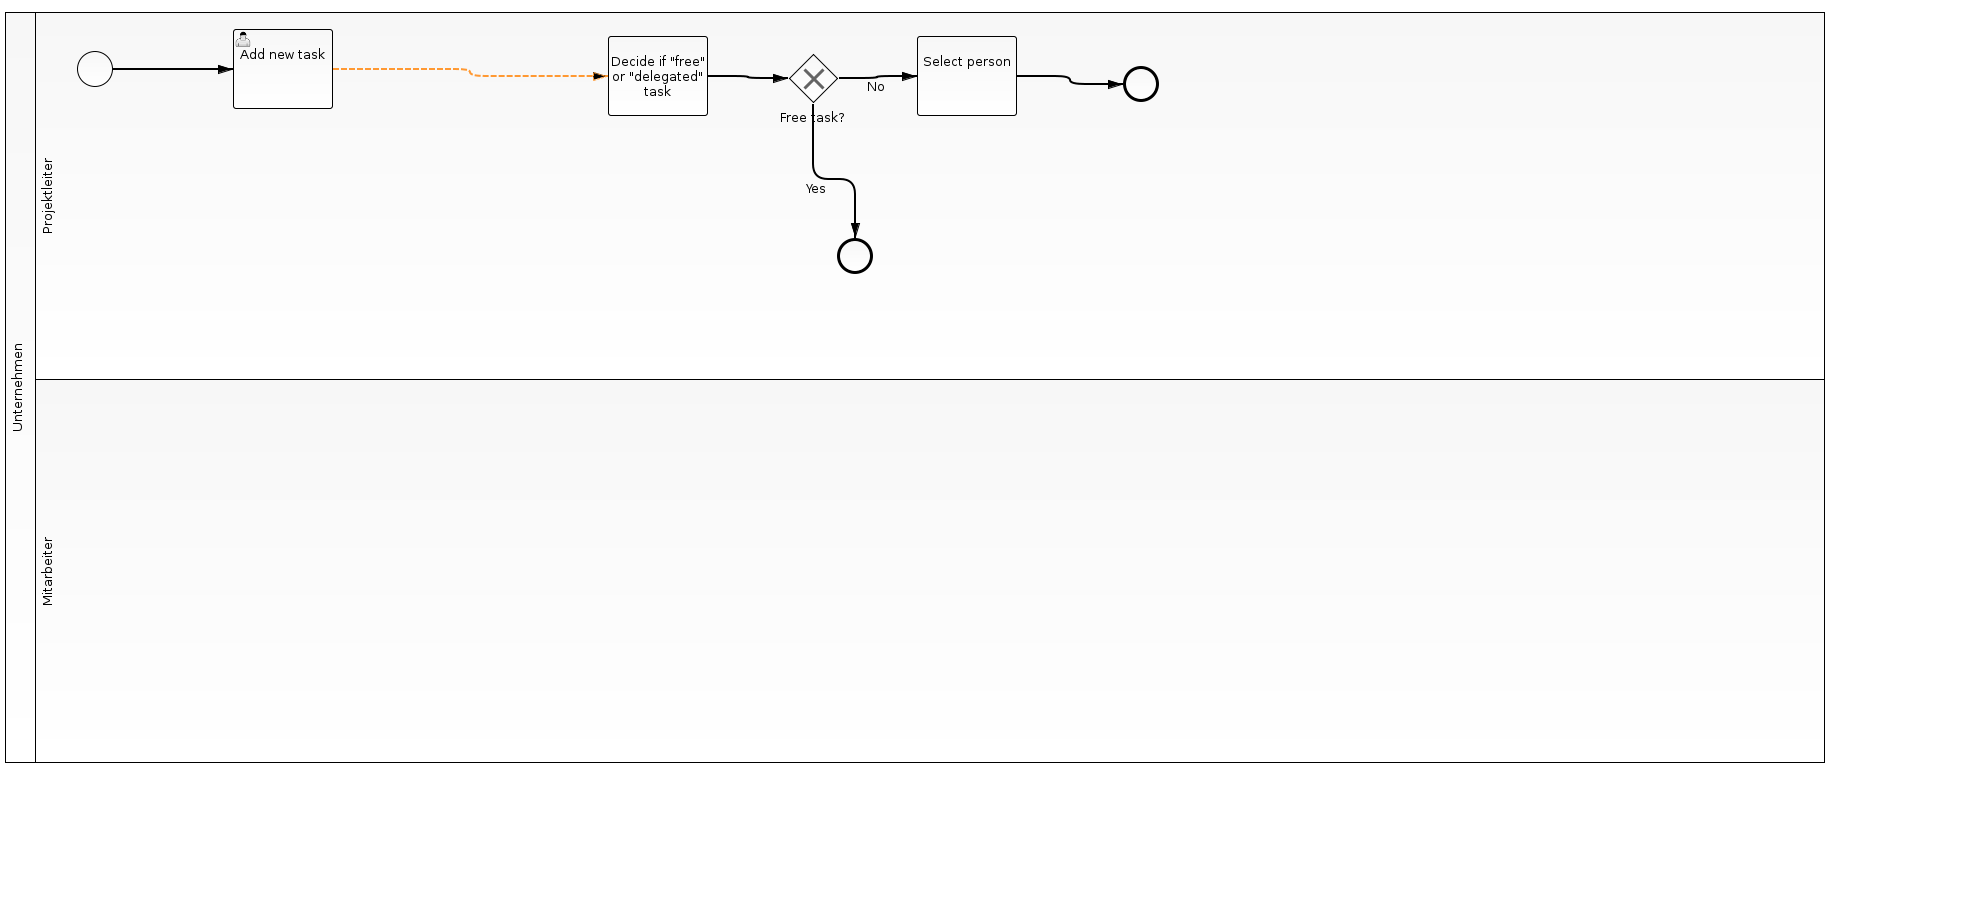 Unternehmen
Projektleiter
Add new task
Decide if "free"
or "delegated"
task
Free task?
No
Select person
Yes
Mitarbeiter